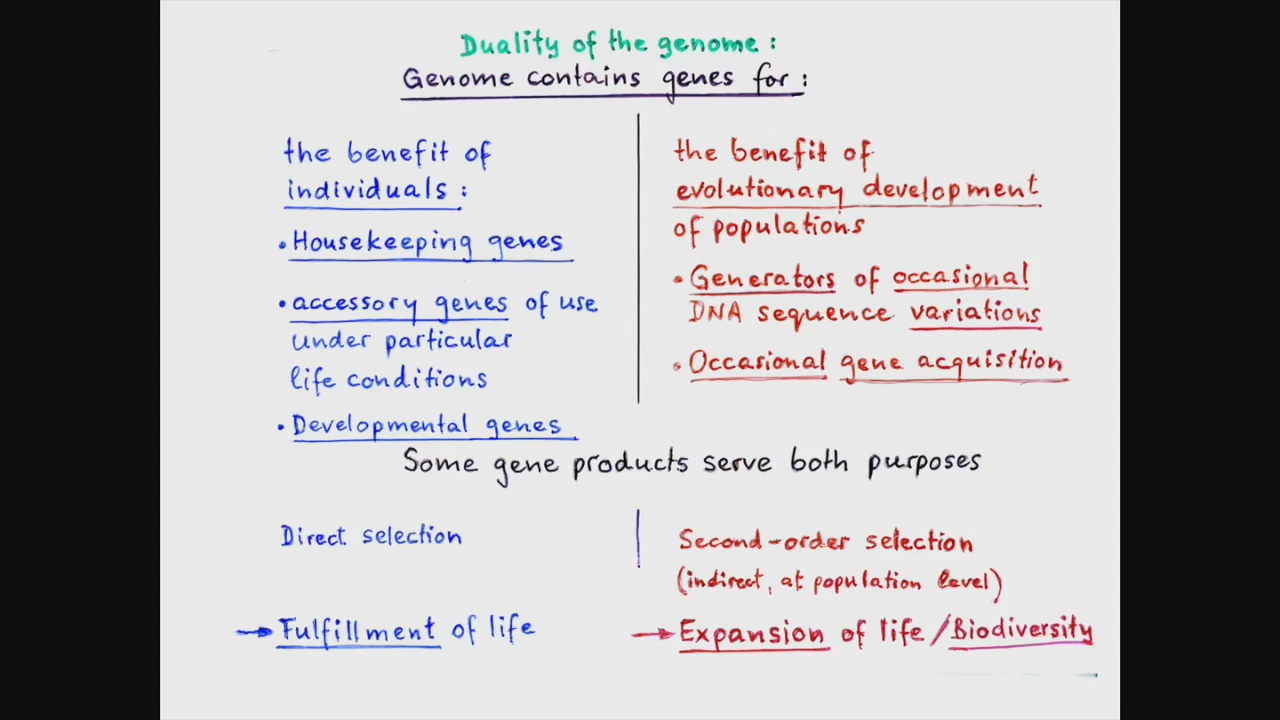 Duality of the genome:
Genome contains genes for:
the benefit of
individuals:
• Housekeeping genes
• accessory genes of use
under particular
life conditions
• Developmental genes
the benefit of
evolutionary development
of populations
• Generators of occasional
DNA sequence variations
• Occasional gene acquisition
Some gene products serve both purposes
Direct selection
→ Fulfillment of life
Second-order selection
(indirect, at population level)
→ Expansion of life / Biodiversity